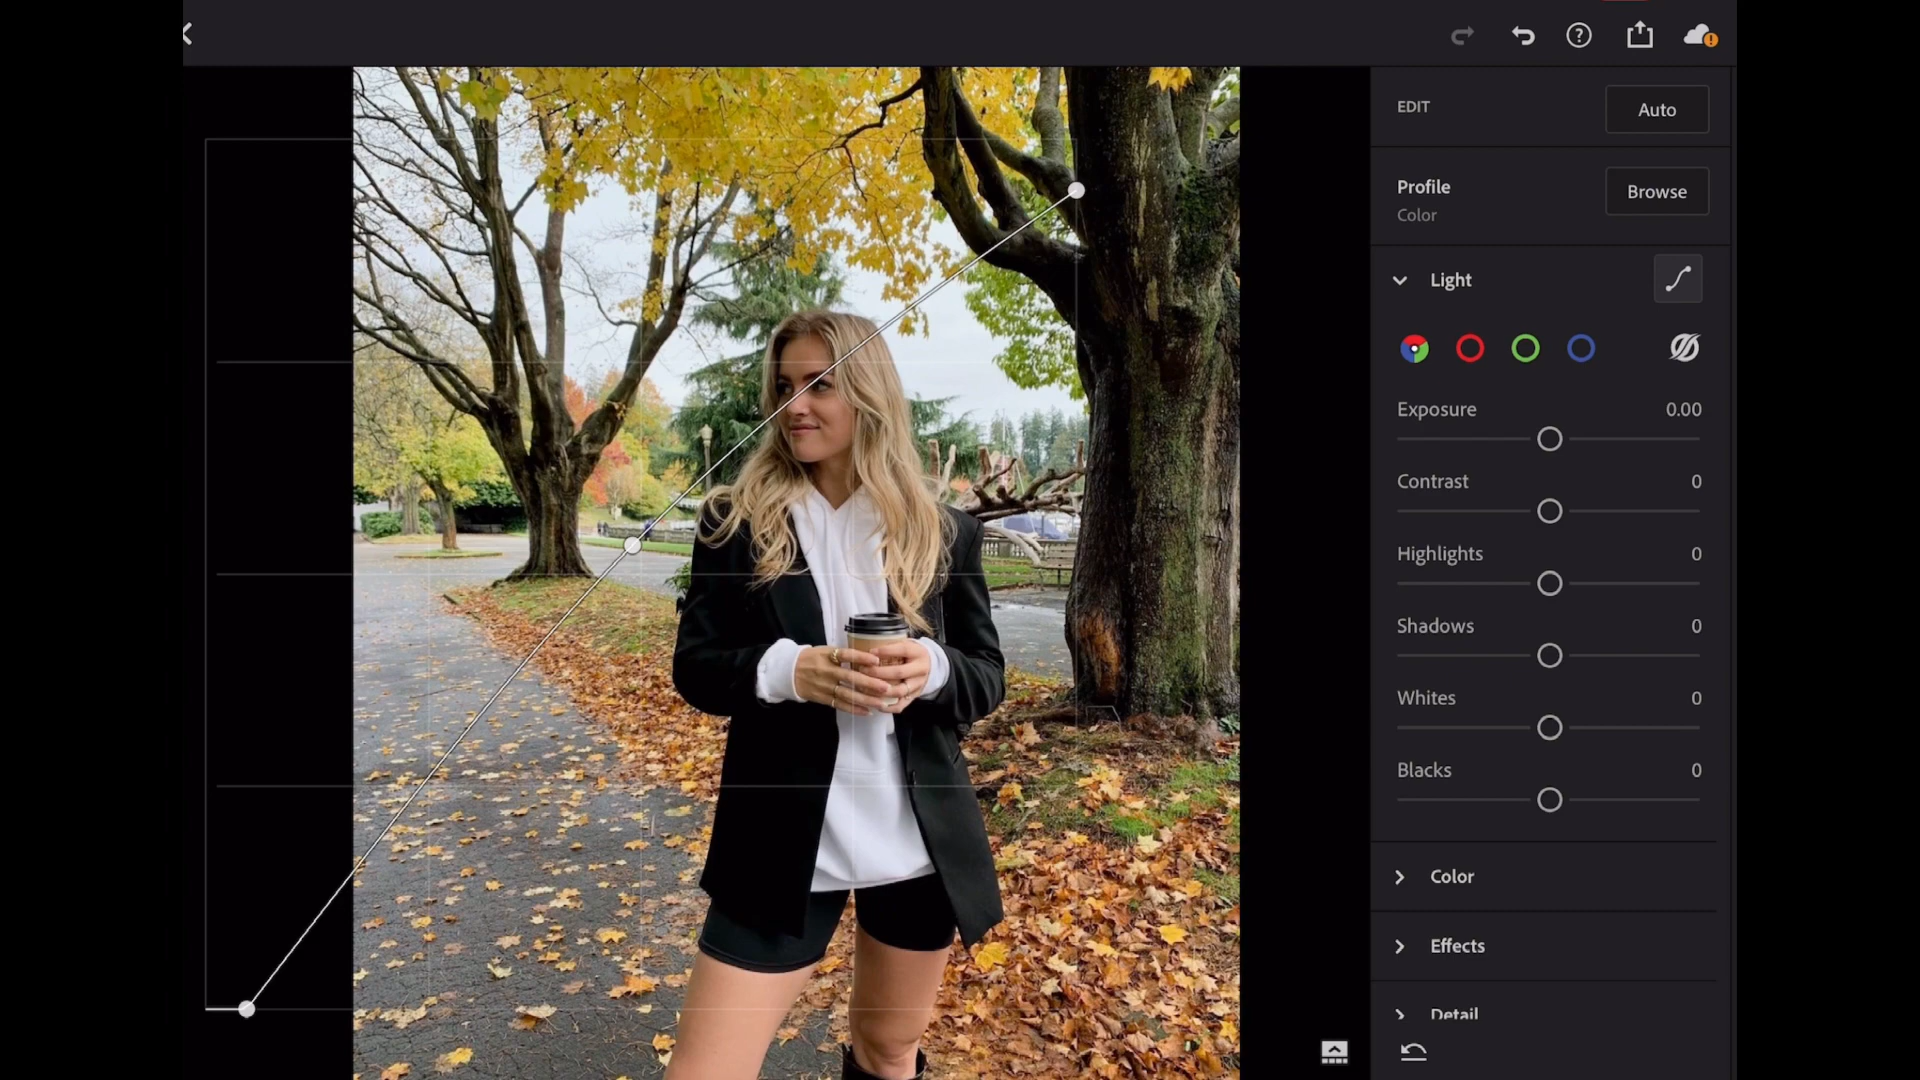 EDIT
Auto
Profile
Color
Browse
Light
Exposure 0.00
Contrast 0
Highlights 0
Shadows 0
Whites 0
Blacks 0
Color
Effects
Detail